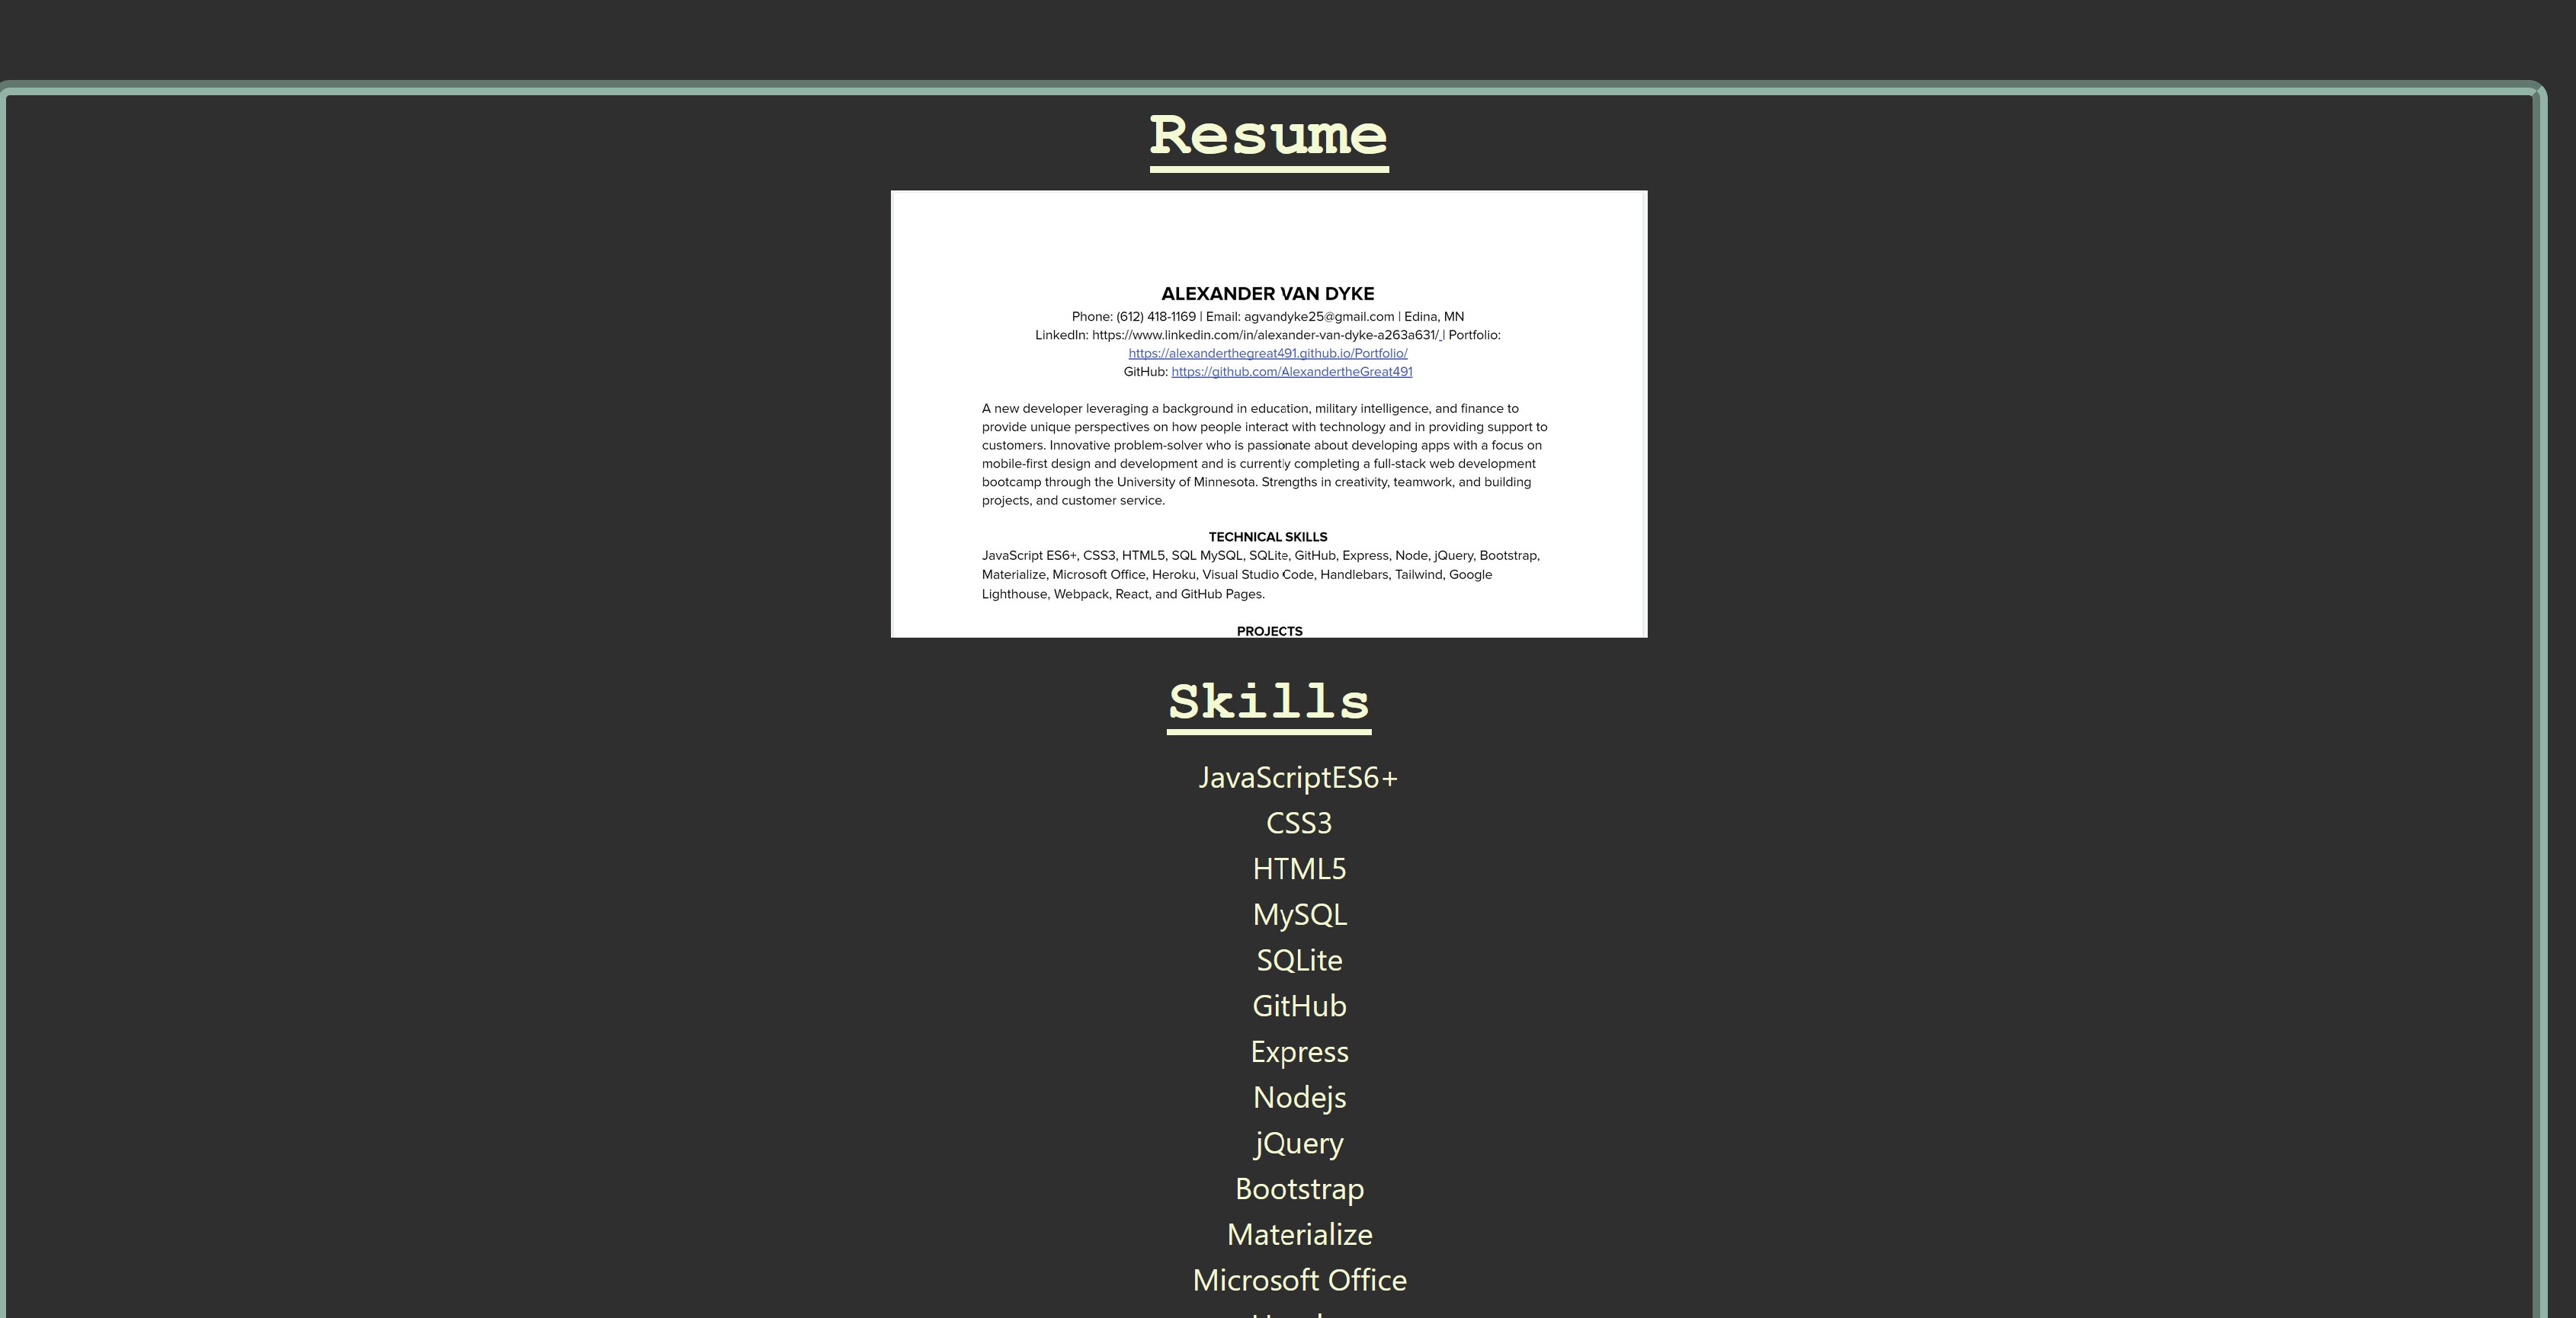 Resume
ALEXANDER VAN DYKE
Phone: (612) 418-1169 | Email: agvandyke25@gmail.com | Edina, MN
LinkedIn: https://www.linkedin.com/in/alexander-van-dyke-a263a631/ | Portfolio:
https://alexanderthegreat491.github.io/Portfolio/
GitHub: https://github.com/AlexandertheGreat491
A new developer leveraging a background in education, military intelligence, and finance to
provide unique perspectives on how people interact with technology and in providing support to
customers. Innovative problem-solver who is passionate about developing apps with a focus on
mobile-first design and development and is currently completing a full-stack web development
bootcamp through the University of Minnesota. Strengths in creativity, teamwork, and building
projects, and customer service.
TECHNICAL SKILLS
JavaScript ES6+, CSS3, HTML5, SQL MySQL, SQLite, GitHub, Express, Node, jQuery, Bootstrap,
Materialize, Microsoft Office, Heroku, Visual Studio Code, Handlebars, Tailwind, Google
Lighthouse, Webpack, React, and GitHub Pages.
PROJECTS
Skills
JavaScriptES6+
CSS3
HTML5
MySQL
SQLite
GitHub
Express
Nodejs
jQuery
Bootstrap
Materialize
Microsoft Office